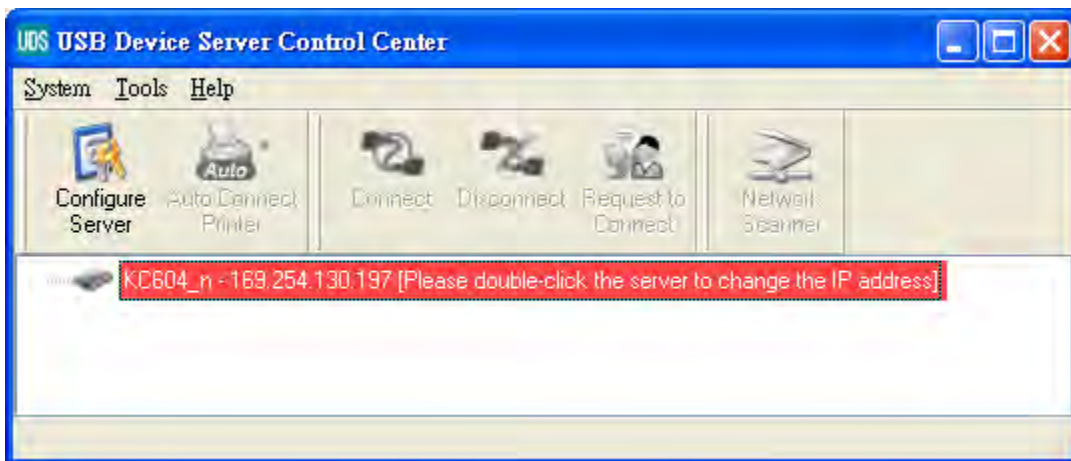 UDS USB Device Server Control Center
System Tools Help
Configure Server
Auto
Auto Connect Printer
Connect
Disconnect
Request to Connect
Network Scanner
KC604_n - 169.254.130.197 [Please double-click the server to change the IP address]